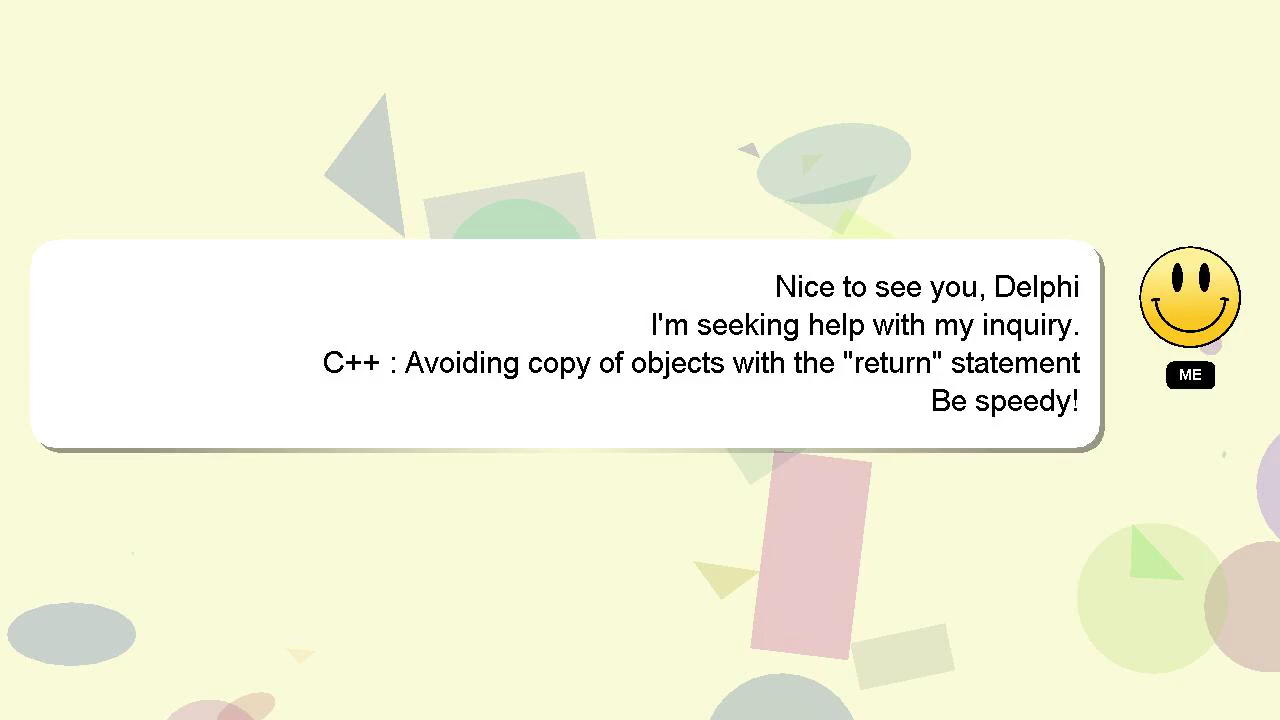 Nice to see you, Delphi
I'm seeking help with my inquiry.
C++ : Avoiding copy of objects with the "return" statement
Be speedy!
ME